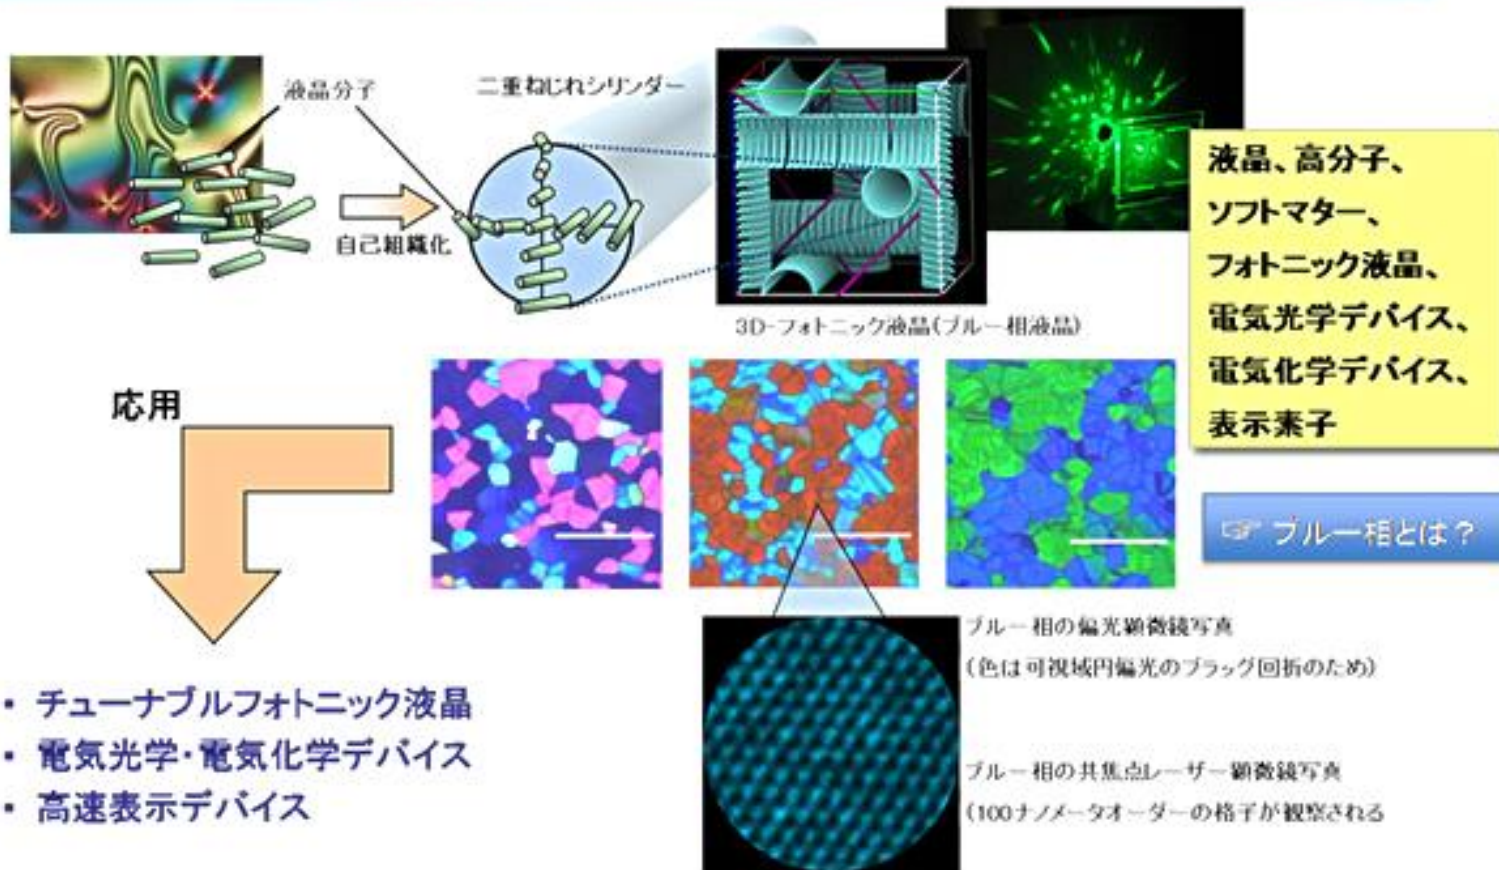 液晶分子
二重ねじれシリンダー
自己組織化
3D-フォトニック液晶(ブルー相液晶)
液晶、高分子、
ソフトマター、
フォトニック液晶、
電気光学デバイス、
電気化学デバイス、
表示素子
☞ ブルー相とは？
応用
ブルー相の偏光顕微鏡写真
(色は可視域円偏光のブラッグ回折のため)
ブルー相の共焦点レーザー顕微鏡写真
(100ナノメータオーダーの格子が観察される
・ チューナブルフォトニック液晶
・ 電気光学・電気化学デバイス
・ 高速表示デバイス